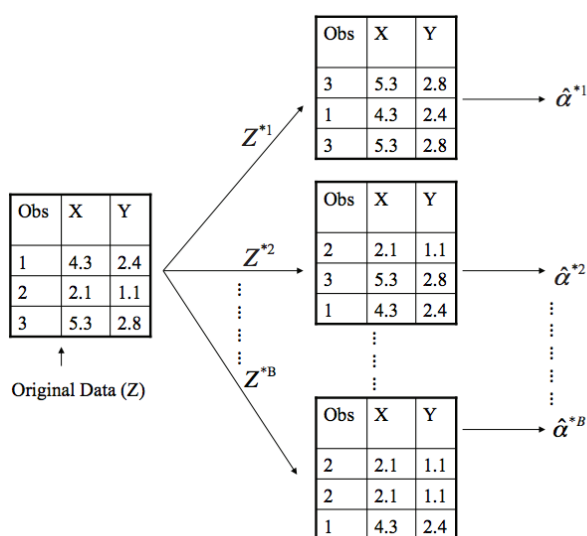 Obs X Y
3 5.3 2.8
1 4.3 2.4
3 5.3 2.8
α̂*1
Z*1
Obs X Y
1 4.3 2.4
2 2.1 1.1
3 5.3 2.8
Original Data (Z)
Z*2
Obs X Y
2 2.1 1.1
3 5.3 2.8
1 4.3 2.4
α̂*2
Z*B
Obs X Y
2 2.1 1.1
2 2.1 1.1
1 4.3 2.4
α̂*B